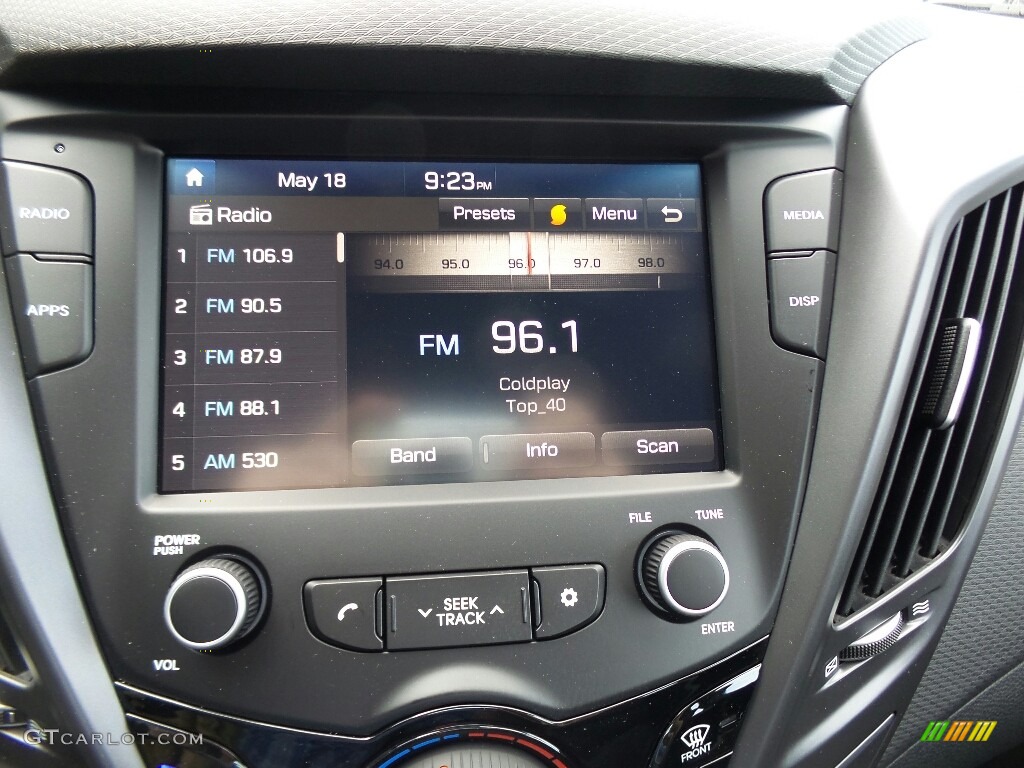 May 18 9:23PM
RADIO Radio Presets Menu MEDIA
1 FM 106.9
94.0 95.0 96.0 97.0 98.0
APPS 2 FM 90.5 DISP
FM 96.1
3 FM 87.9
Coldplay
4 FM 88.1 Top_40
5 AM 530 Band Info Scan
FILE TUNE
POWER
PUSH
SEEK
TRACK
ENTER
VOL
FRONT
GTCARLOT.COM